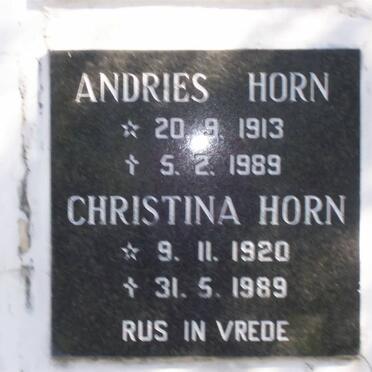 ANDRIES HORN
☆ 20. 9. 1913
† 5. 2. 1989
CHRISTINA HORN
☆ 9. 11. 1920
† 31. 5. 1989
RUS IN VREDE